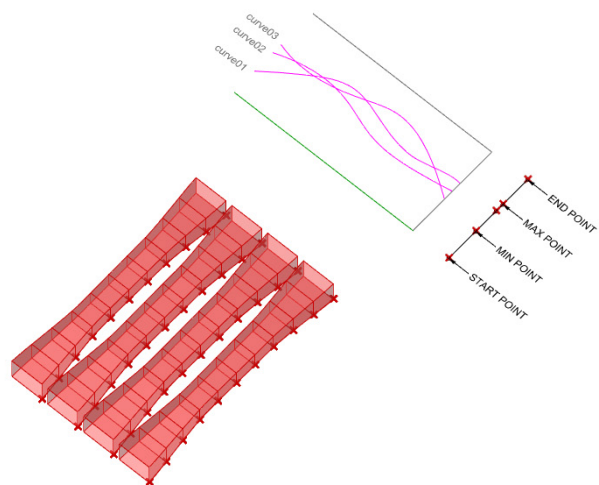 curve03
curve02
curve01
END POINT
MAX POINT
MIN POINT
START POINT